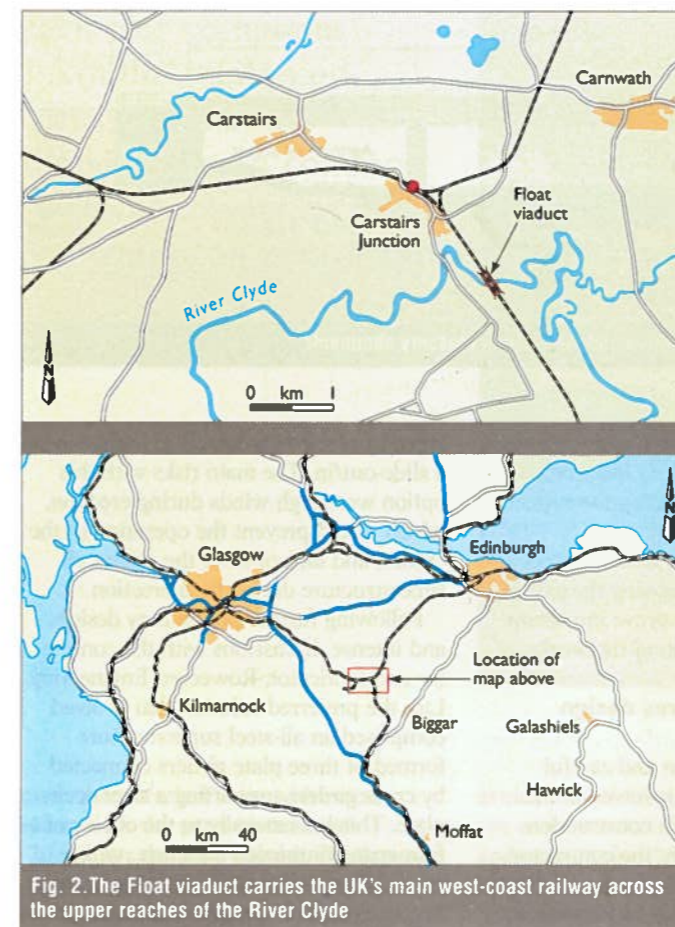 Carnwath
Carstairs
Float
viaduct
Carstairs
Junction
River Clyde
N
0 km 1
Glasgow
Edinburgh
Location of
map above
Kilmarnock
Biggar
Galashiels
Hawick
N
0 km 40
Moffat
Fig. 2. The Float viaduct carries the UK's main west-coast railway across
the upper reaches of the River Clyde